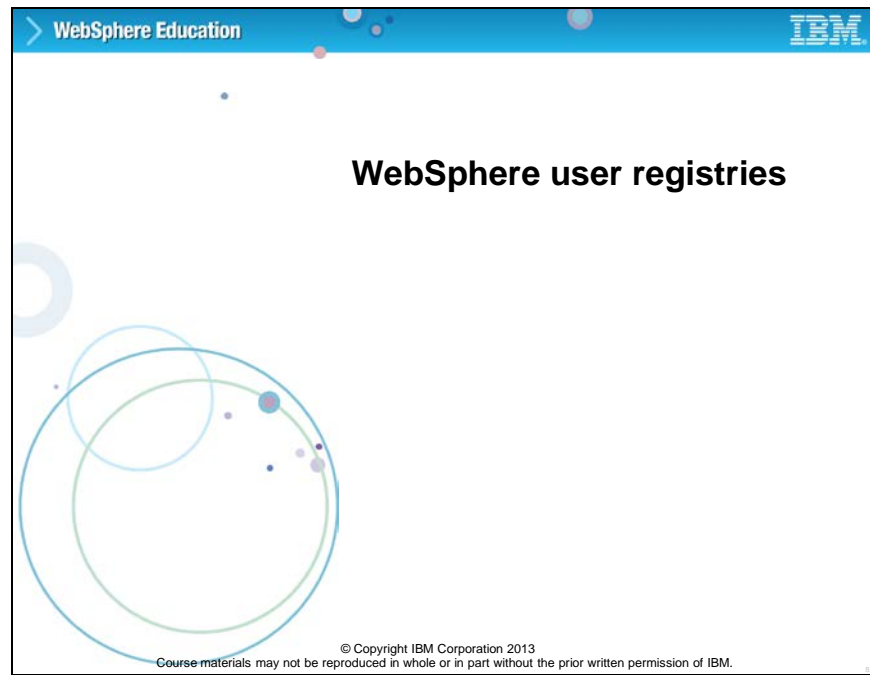 WebSphere Education
IBM.
WebSphere user registries
© Copyright IBM Corporation 2013
Course materials may not be reproduced in whole or in part without the prior written permission of IBM.